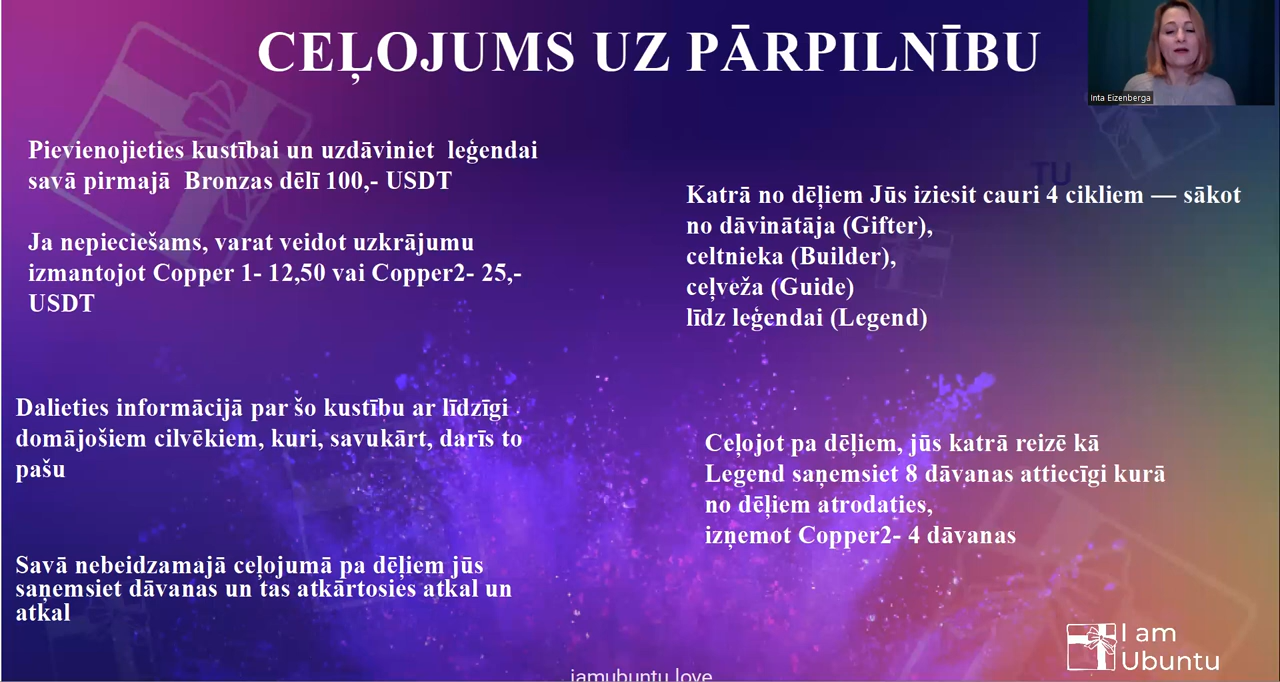 CEĻOJUMS UZ PĀRPILNĪBU
Inta Eizenberga
Pievienojieties kustībai un uzdāviniet leģendai
savā pirmajā Bronzas dēlī 100,- USDT
Ja nepieciešams, varat veidot uzkrājumu
izmantojot Copper 1- 12,50 vai Copper2- 25,-
USDT
Dalieties informācijā par šo kustību ar līdzīgi
domājošiem cilvēkiem, kuri, savukārt, darīs to
pašu
Savā nebeidzamajā ceļojumā pa dēļiem jūs
saņemsiet dāvanas un tas atkārtosies atkal un
atkal
TU
Katrā no dēļiem Jūs iziesit cauri 4 cikliem — sākot
no dāvinātāja (Gifter),
celtnieka (Builder),
ceļveža (Guide)
līdz leģendai (Legend)
Ceļojot pa dēļiem, jūs katrā reizē kā
Legend saņemsiet 8 dāvanas attiecīgi kurā
no dēļiem atrodaties,
izņemot Copper2- 4 dāvanas
I am
Ubuntu
iamubuntu.love